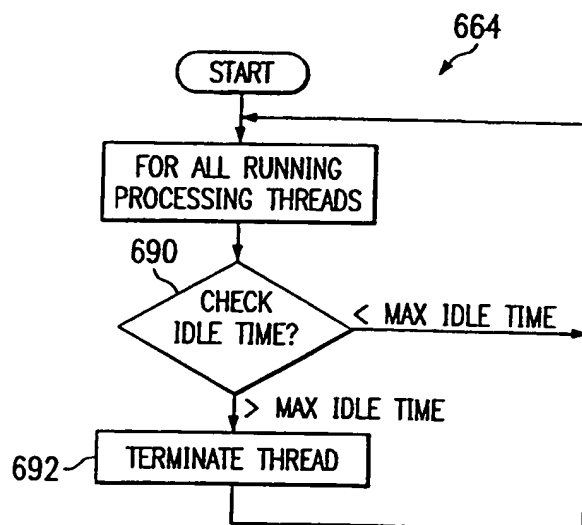 664
START
FOR ALL RUNNING
PROCESSING THREADS
690
CHECK
IDLE TIME?
< MAX IDLE TIME
> MAX IDLE TIME
692
TERMINATE THREAD